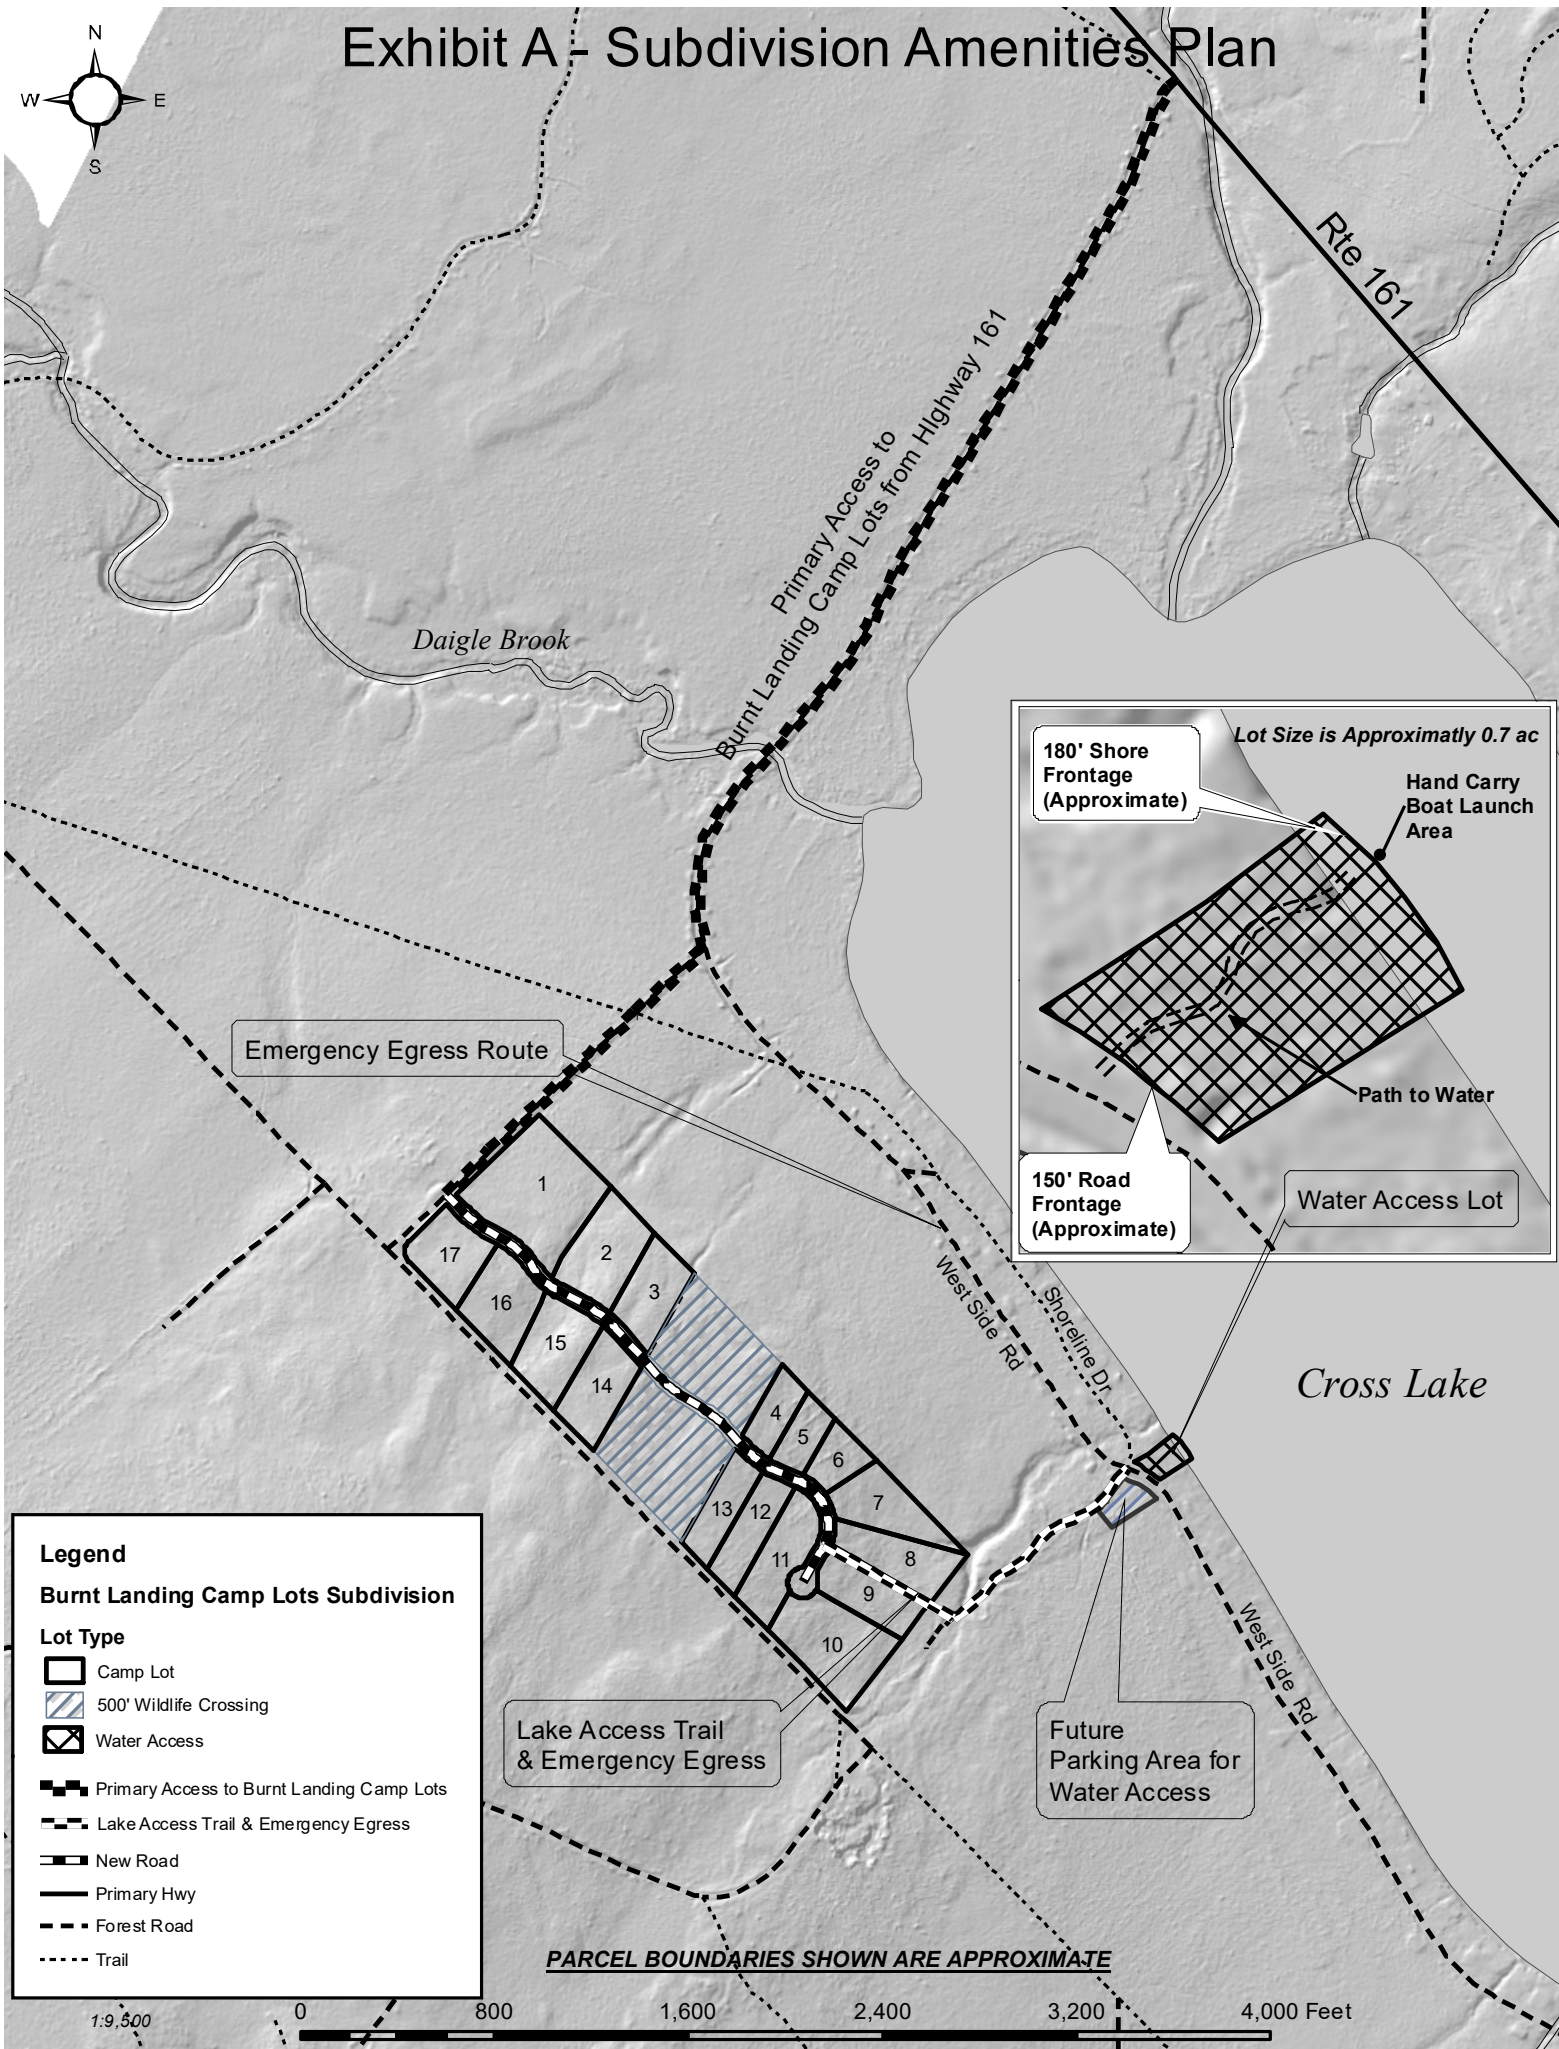 Exhibit A - Subdivision Amenities Plan
N
W
E
S
Rte 161
Primary Access to
Burnt Landing Camp Lots from HIghway 161
Daigle Brook
180' Shore
Frontage
(Approximate)
Lot Size is Approximatly 0.7 ac
Hand Carry
Boat Launch
Area
Path to Water
150' Road
Frontage
(Approximate)
Emergency Egress Route
Water Access Lot
1
2
3
17
16
15
14
4
5
6
7
8
9
10
11
12
13
West Side Rd
Shoreline Dr
Cross Lake
West Side Rd
Lake Access Trail
& Emergency Egress
Future
Parking Area for
Water Access
Legend
Burnt Landing Camp Lots Subdivision
Lot Type
Camp Lot
500' Wildlife Crossing
Water Access
Primary Access to Burnt Landing Camp Lots
Lake Access Trail & Emergency Egress
New Road
Primary Hwy
Forest Road
Trail
PARCEL BOUNDARIES SHOWN ARE APPROXIMATE
1:9,500
0 800 1,600 2,400 3,200 4,000 Feet